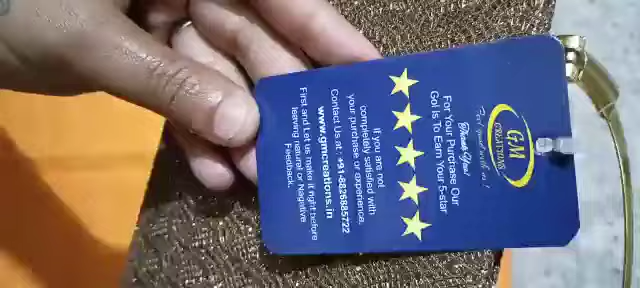 GM
CREATIONS
Feel good with us !
Thank You!
For Your Purchase Our
Gol Is To Earn Your 5-star
If you are not
completely satisfied with
your purchase or experience.
Contact Us at : +91-8826885722
www.gmcreations.in
First and Let us make it right before
leaving natural or Nagative
Feedback.